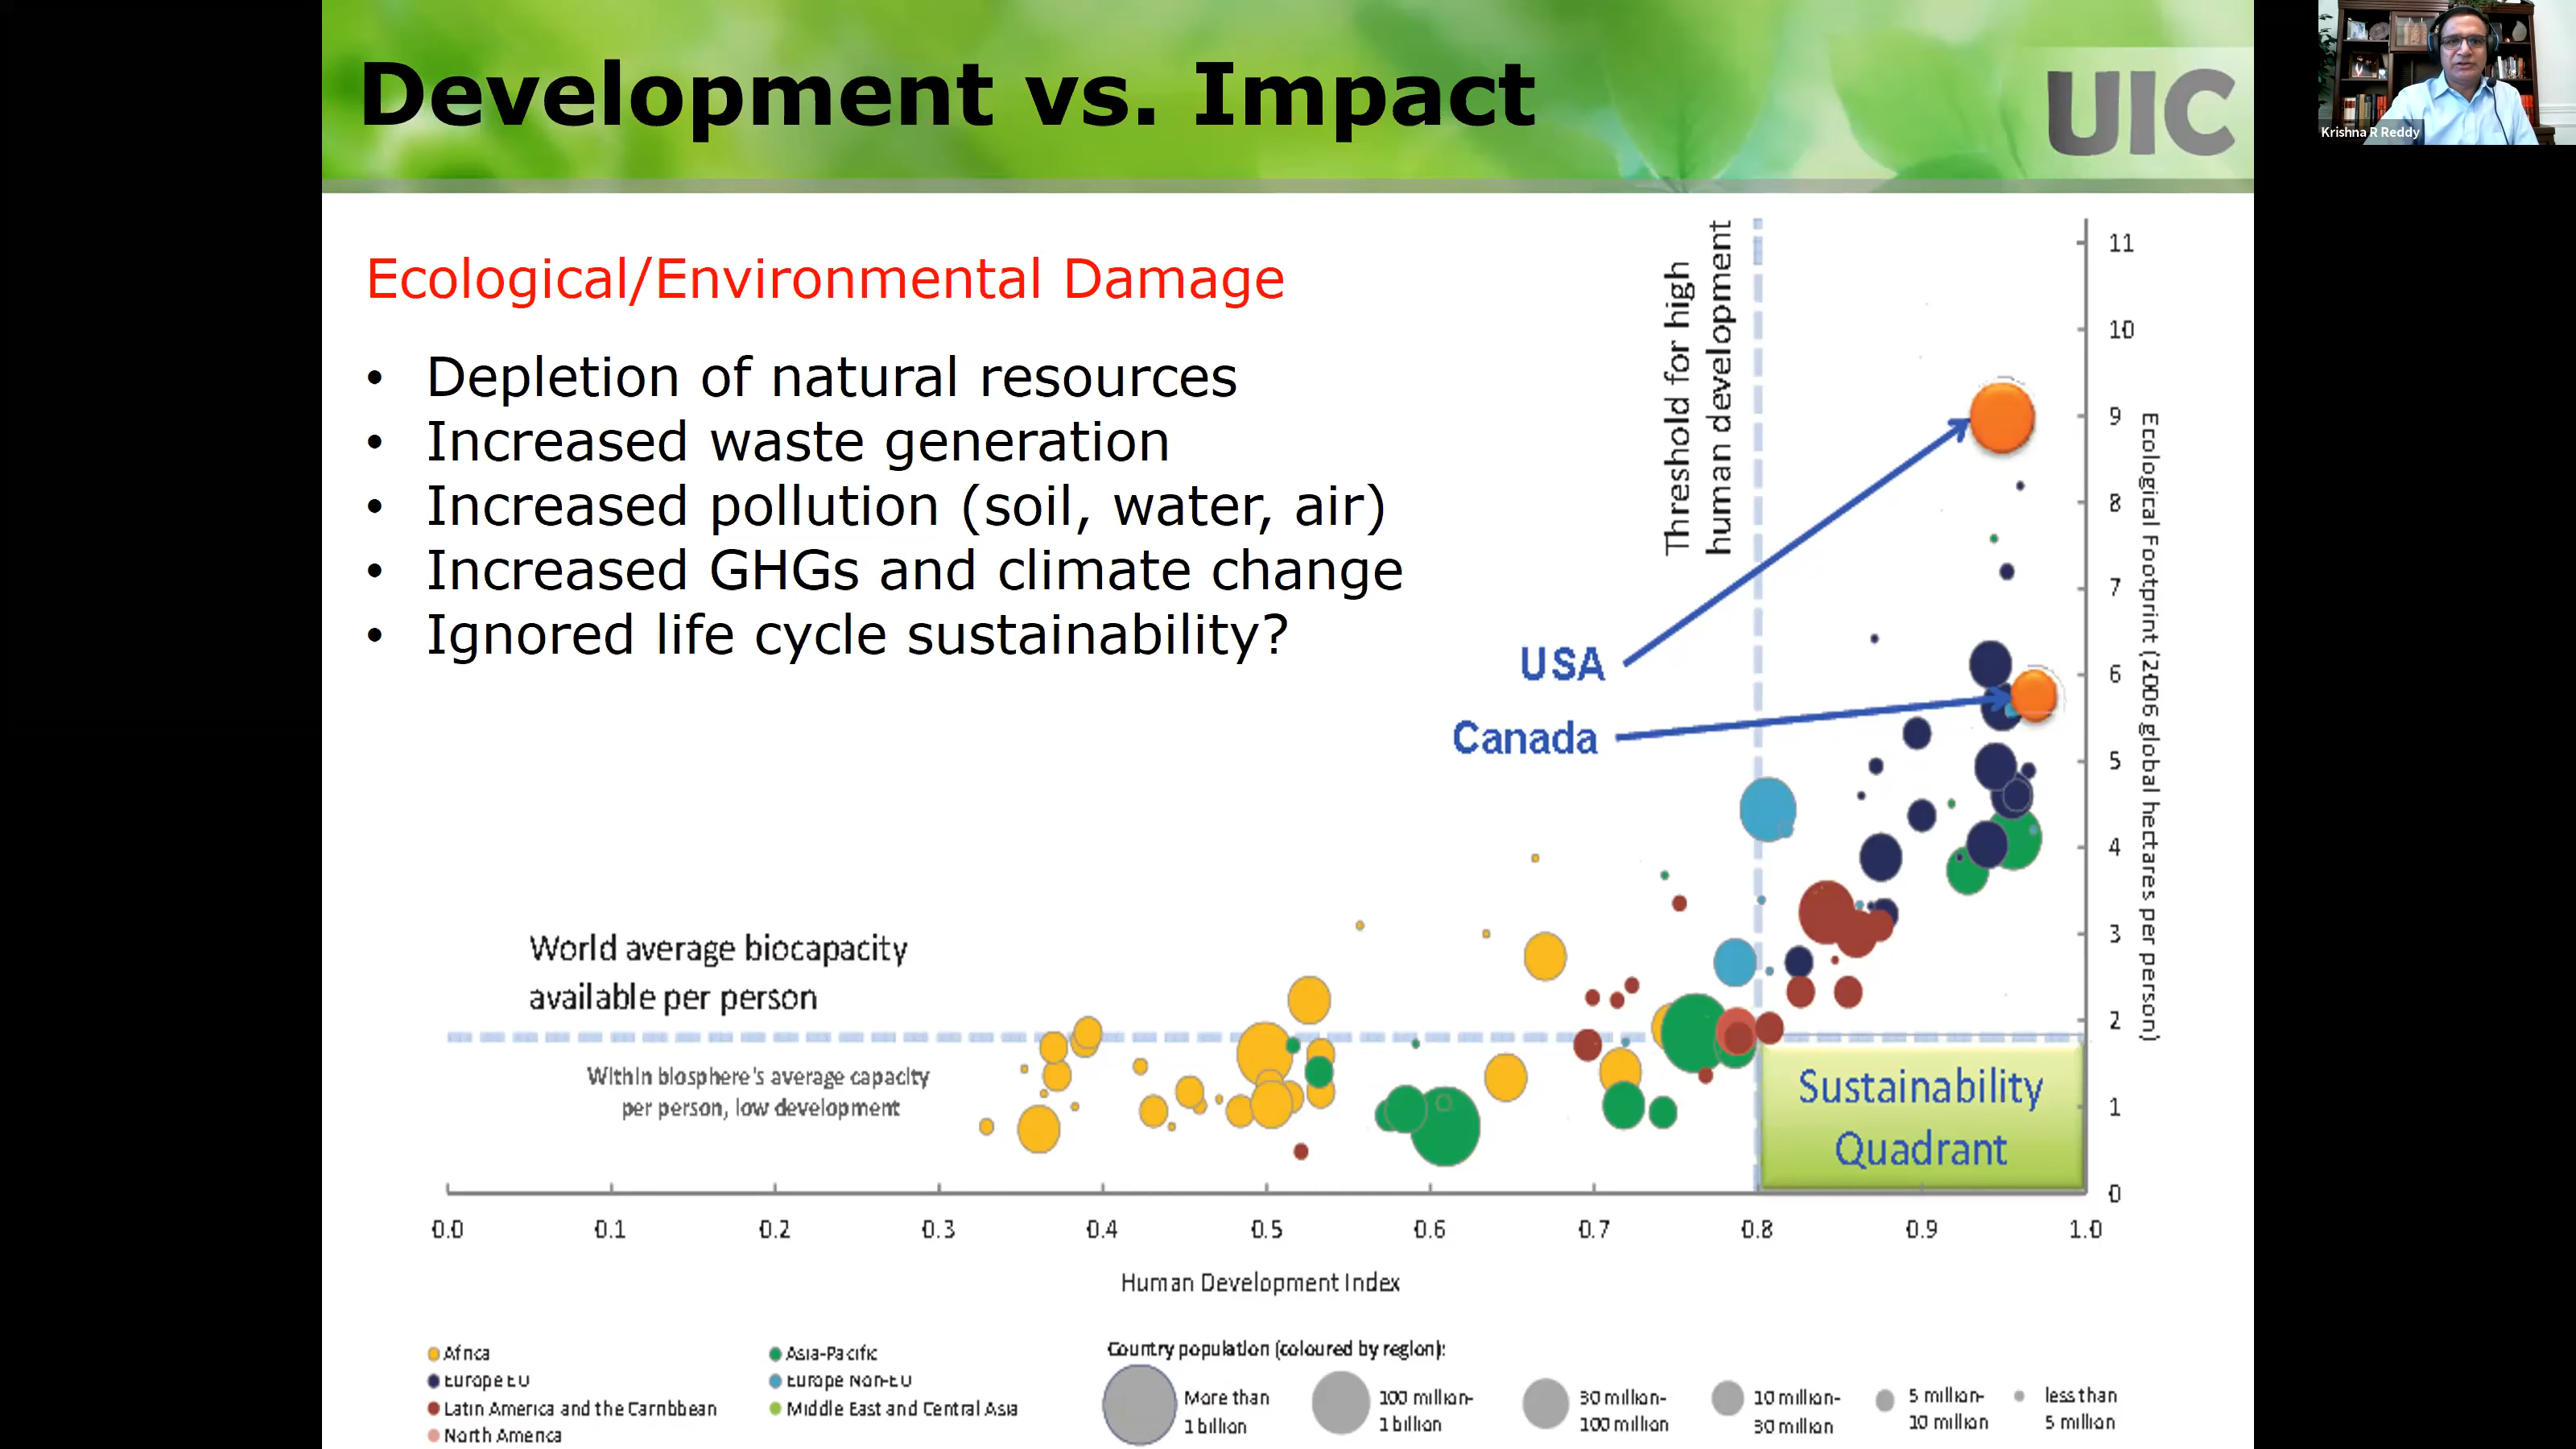 Development vs. Impact
UIC
Krishna R Reddy
Ecological/Environmental Damage
• Depletion of natural resources
• Increased waste generation
• Increased pollution (soil, water, air)
• Increased GHGs and climate change
• Ignored life cycle sustainability?
Threshold for high
human development
USA
Canada
World average biocapacity
available per person
Within biosphere's average capacity
per person, low development
Sustainability
Quadrant
11
10
9
8
7
6
5
4
3
2
1
0
Ecological Footprint (2006 global hectares per person)
0.0 0.1 0.2 0.3 0.4 0.5 0.6 0.7 0.8 0.9 1.0
Human Development Index
Africa
Europe EU
Latin America and the Carribbean
North America
Asia-Pacific
Europe Non-EU
Middle East and Central Asia
Country population (coloured by region):
More than
1 billion
100 million-
1 billion
30 million-
100 million
10 million-
30 million
5 million-
10 million
less than
5 million